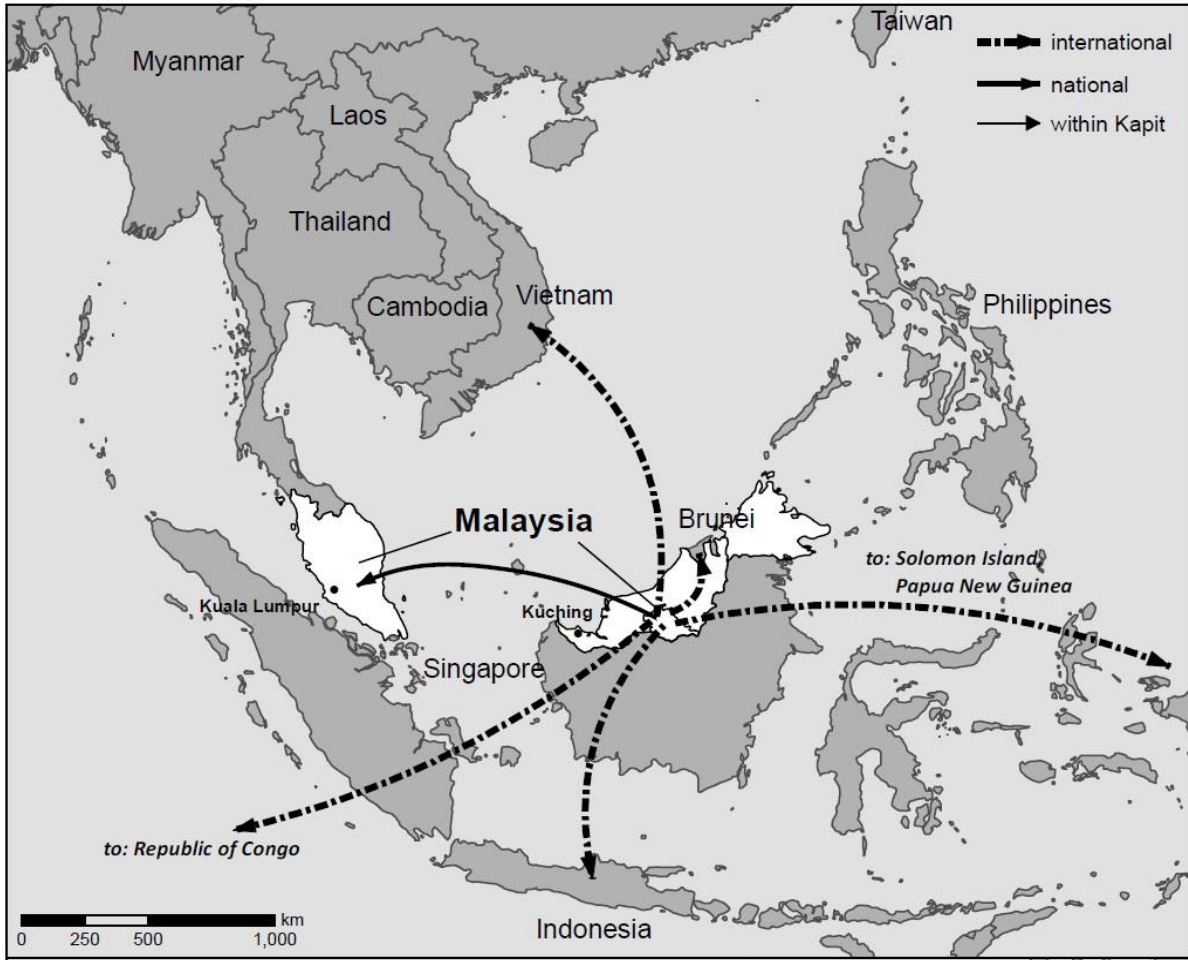 Taiwan
international
national
within Kapit
Myanmar
Laos
Thailand
Cambodia
Vietnam
Philippines
Malaysia
Brunei
to: Solomon Island,
Papua New Guinea
Kuala Lumpur
Kuching
Singapore
to: Republic of Congo
Indonesia
km
0 250 500 1,000